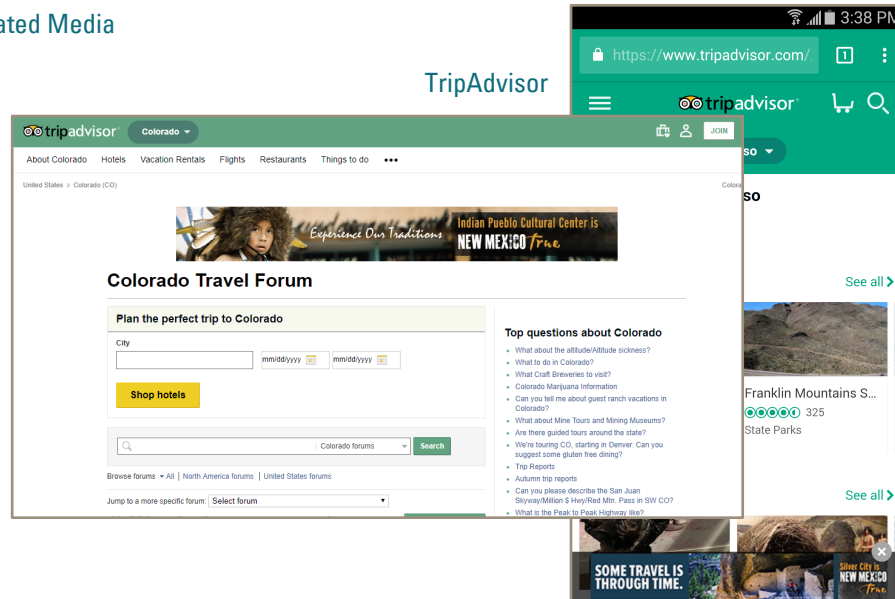 ated Media
TripAdvisor
tripadvisor
Colorado
JOIN
About Colorado Hotels Vacation Rentals Flights Restaurants Things to do •••
United States > Colorado (CO)
Colora
Experience Our Traditions
Indian Pueblo Cultural Center is
NEW MEXICO True
Colorado Travel Forum
Plan the perfect trip to Colorado
City
mm/dd/yyyy mm/dd/yyyy
Shop hotels
Colorado forums Search
Browse forums All | North America forums | United States forums
Jump to a more specific forum: Select forum
Top questions about Colorado
• What about the altitude/Altitude sickness?
• What to do in Colorado?
• What Craft Breweries to visit?
• Colorado Marijuana Information
• Can you tell me about guest ranch vacations in
Colorado?
• What about Mine Tours and Mining Museums?
• Are there guided tours around the state?
• We're touring CO, starting in Denver. Can you
suggest some gluten free dining?
• Trip Reports
• Autumn trip reports
• Can you please describe the San Juan
Skyway/Million $ Hwy/Red Mtn. Pass in SW CO?
• What is the Peak to Peak Highway like?
3:38 PM
https://www.tripadvisor.com/
1
tripadvisor
so
so
See all >
Franklin Mountains S...
325
State Parks
See all >
SOME TRAVEL IS
THROUGH TIME.
Silver City is
NEW MEXICO
True